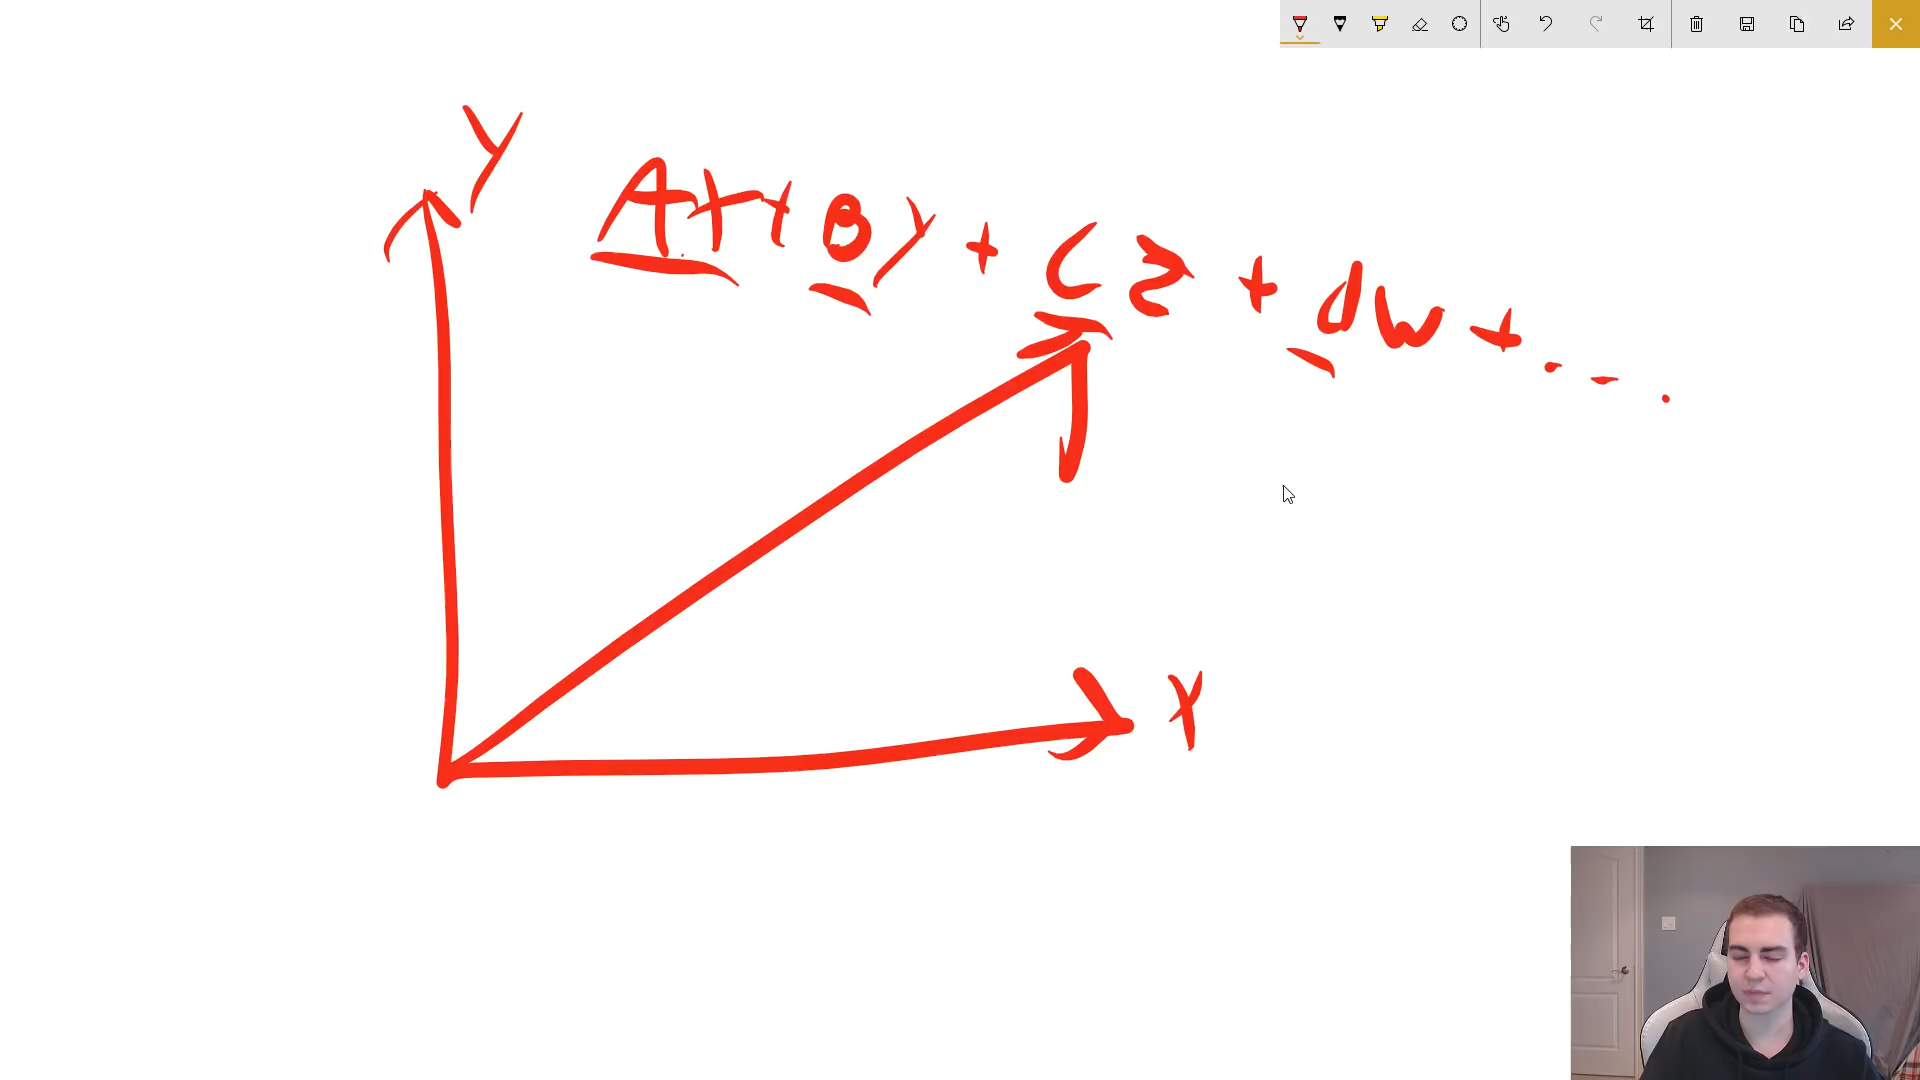 y
Ax + By + Cz + dw + ...
x